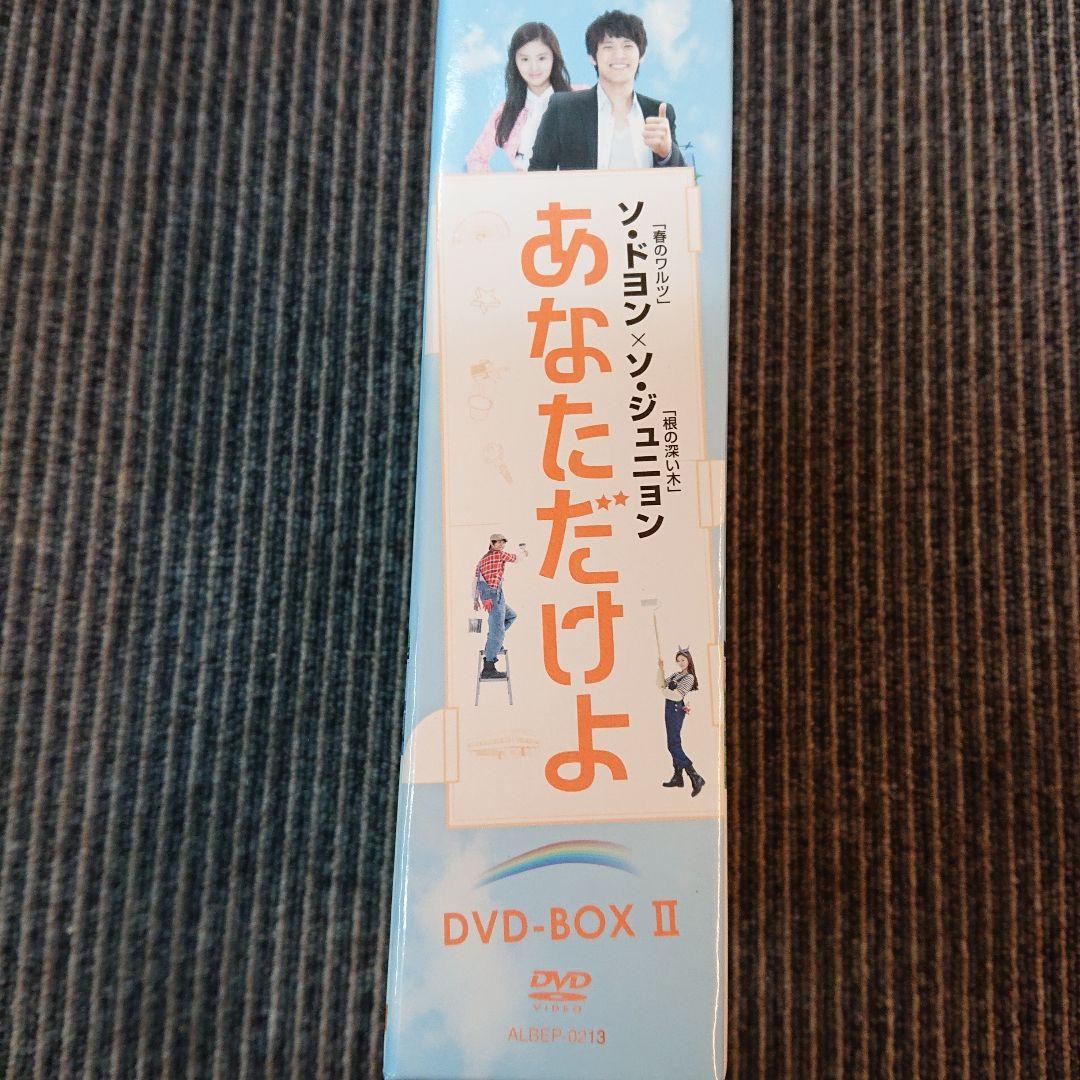 「春のワルツ」
ソ・ドヨン×ソ・ジュニョン
「根の深い木」
あなただけよ
DVD-BOX II
DVD
VIDEO
ALBEP-0213